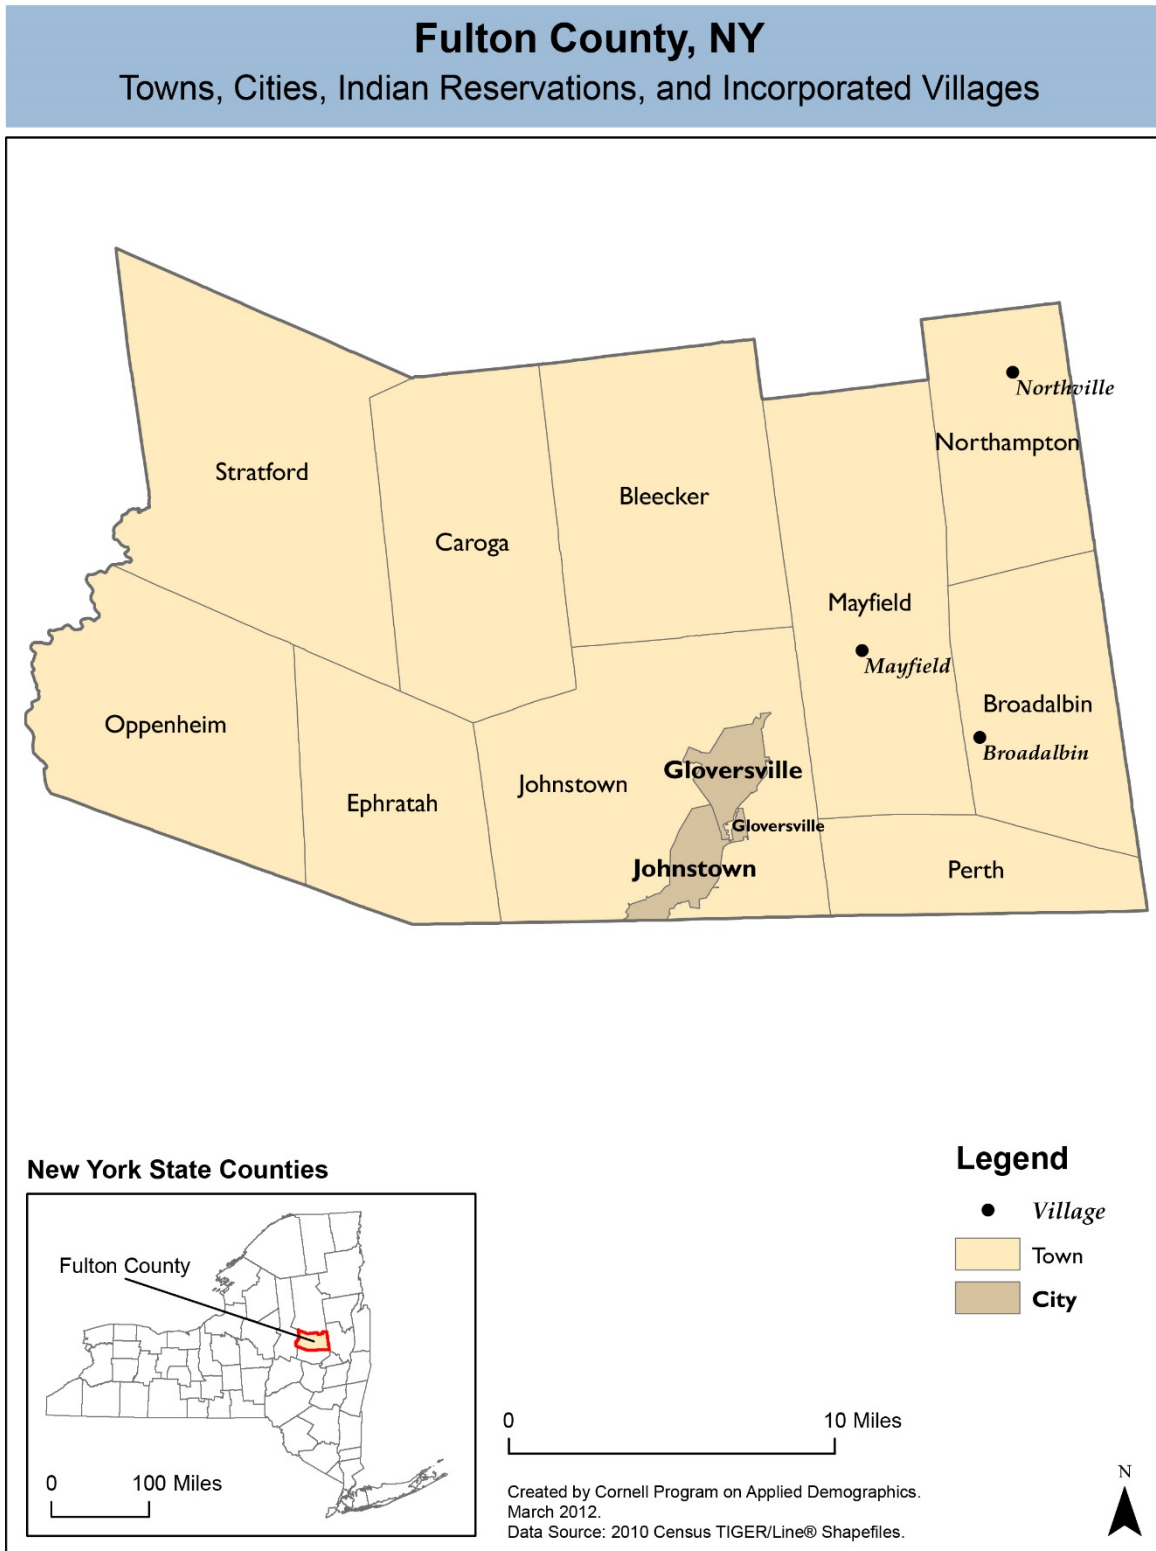 Fulton County, NY
Towns, Cities, Indian Reservations, and Incorporated Villages
Northville
Northampton
Stratford
Bleecker
Caroga
Mayfield
Mayfield
Broadalbin
Broadalbin
Oppenheim
Gloversville
Johnstown
Ephratah
Gloversville
Johnstown
Perth
New York State Counties
Fulton County
0 100 Miles
0 10 Miles
Created by Cornell Program on Applied Demographics.
March 2012.
Data Source: 2010 Census TIGER/Line® Shapefiles.
Legend
Village
Town
City
N